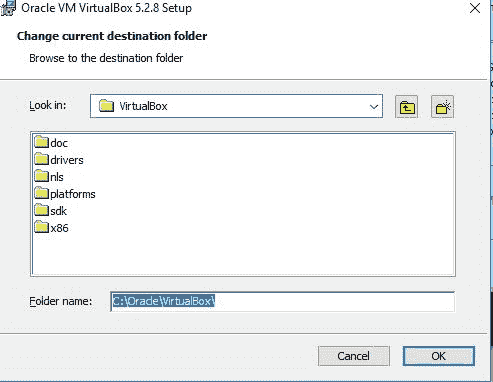 Oracle VM VirtualBox 5.2.8 Setup
Change current destination folder
Browse to the destination folder
Look in:
VirtualBox
doc
drivers
nls
platforms
sdk
x86
Folder name:
C:\Oracle\VirtualBox\
Cancel
OK